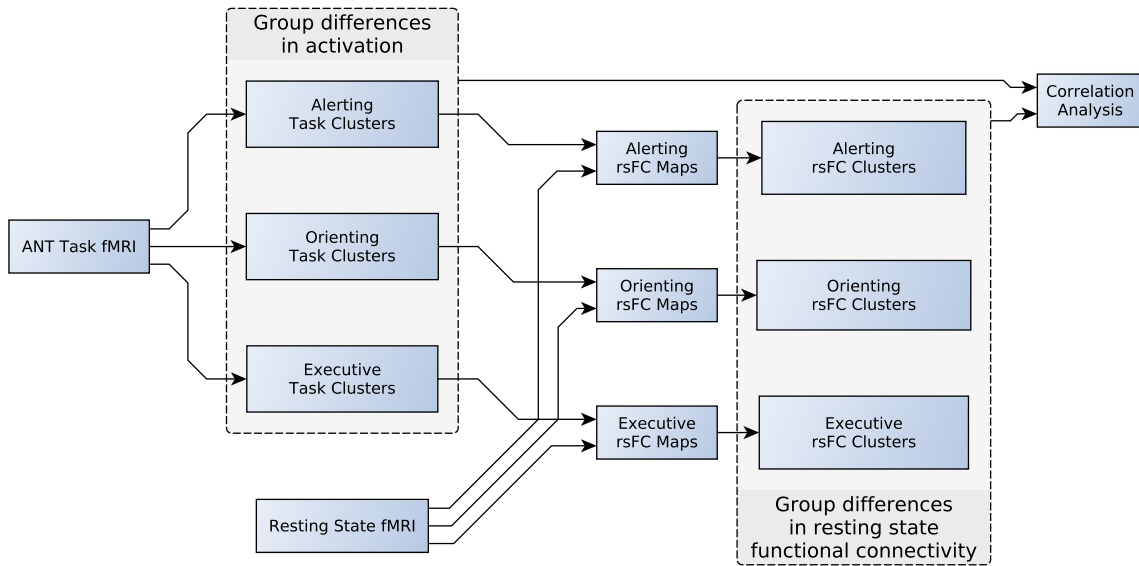 Group differences
in activation
Alerting
Task Clusters
Correlation
Analysis
Alerting
rsFC Maps
Alerting
rsFC Clusters
ANT Task fMRI
Orienting
Task Clusters
Orienting
rsFC Maps
Orienting
rsFC Clusters
Executive
Task Clusters
Executive
rsFC Maps
Executive
rsFC Clusters
Resting State fMRI
Group differences
in resting state
functional connectivity